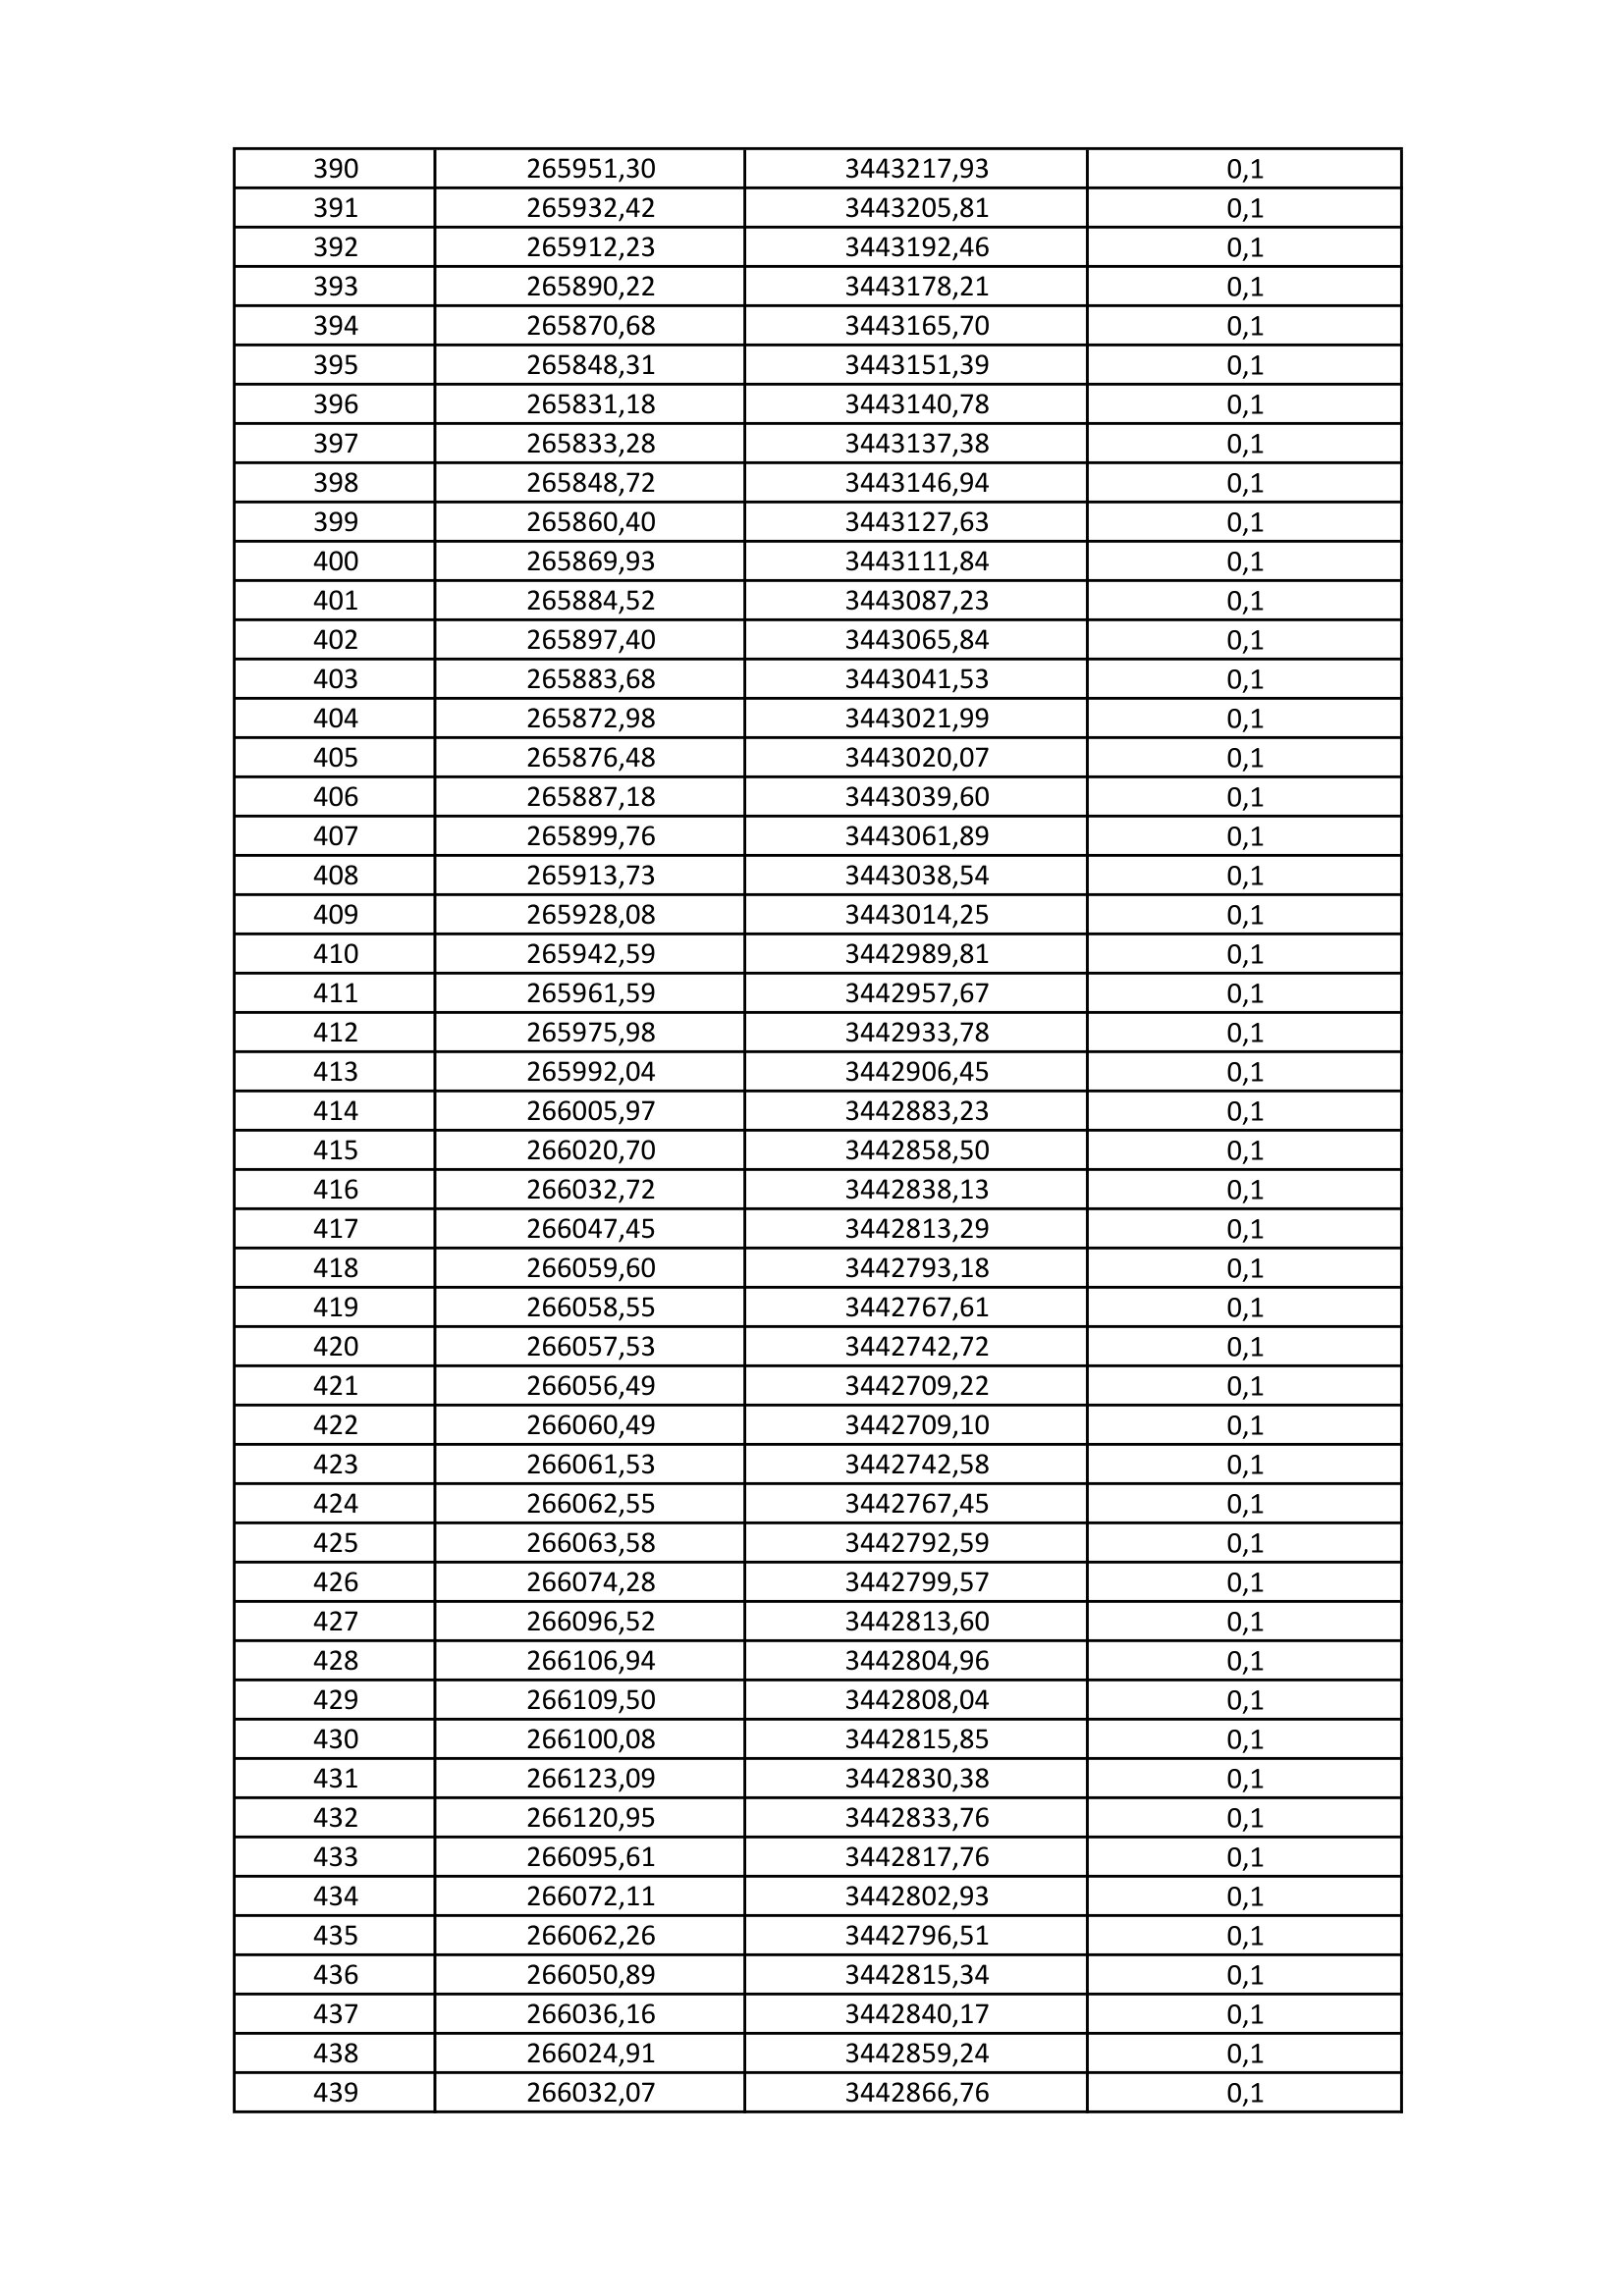 390 265951,30 3443217,93 0,1
391 265932,42 3443205,81 0,1
392 265912,23 3443192,46 0,1
393 265890,22 3443178,21 0,1
394 265870,68 3443165,70 0,1
395 265848,31 3443151,39 0,1
396 265831,18 3443140,78 0,1
397 265833,28 3443137,38 0,1
398 265848,72 3443146,94 0,1
399 265860,40 3443127,63 0,1
400 265869,93 3443111,84 0,1
401 265884,52 3443087,23 0,1
402 265897,40 3443065,84 0,1
403 265883,68 3443041,53 0,1
404 265872,98 3443021,99 0,1
405 265876,48 3443020,07 0,1
406 265887,18 3443039,60 0,1
407 265899,76 3443061,89 0,1
408 265913,73 3443038,54 0,1
409 265928,08 3443014,25 0,1
410 265942,59 3442989,81 0,1
411 265961,59 3442957,67 0,1
412 265975,98 3442933,78 0,1
413 265992,04 3442906,45 0,1
414 266005,97 3442883,23 0,1
415 266020,70 3442858,50 0,1
416 266032,72 3442838,13 0,1
417 266047,45 3442813,29 0,1
418 266059,60 3442793,18 0,1
419 266058,55 3442767,61 0,1
420 266057,53 3442742,72 0,1
421 266056,49 3442709,22 0,1
422 266060,49 3442709,10 0,1
423 266061,53 3442742,58 0,1
424 266062,55 3442767,45 0,1
425 266063,58 3442792,59 0,1
426 266074,28 3442799,57 0,1
427 266096,52 3442813,60 0,1
428 266106,94 3442804,96 0,1
429 266109,50 3442808,04 0,1
430 266100,08 3442815,85 0,1
431 266123,09 3442830,38 0,1
432 266120,95 3442833,76 0,1
433 266095,61 3442817,76 0,1
434 266072,11 3442802,93 0,1
435 266062,26 3442796,51 0,1
436 266050,89 3442815,34 0,1
437 266036,16 3442840,17 0,1
438 266024,91 3442859,24 0,1
439 266032,07 3442866,76 0,1